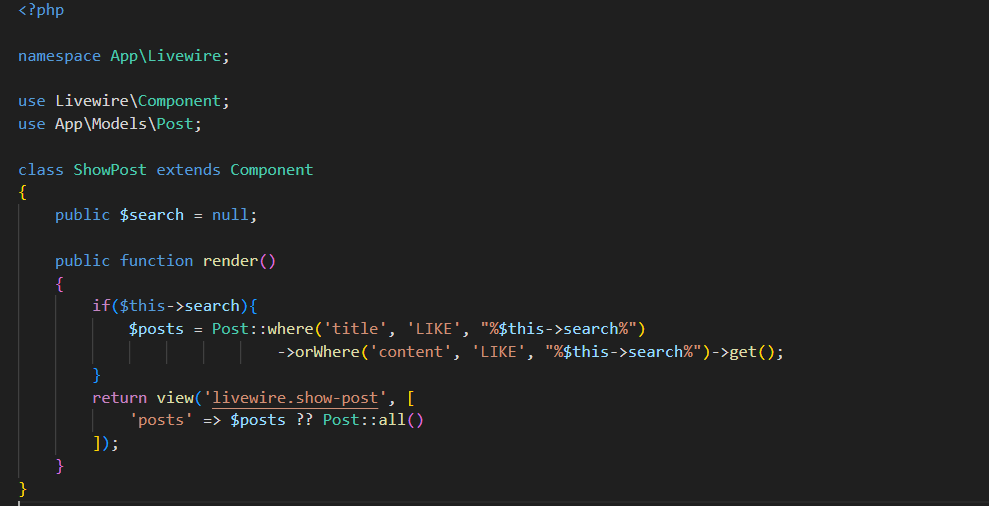 <?php
namespace App\Livewire;
use Livewire\Component;
use App\Models\Post;
class ShowPost extends Component
{
public $search = null;
public function render()
{
if($this->search){
$posts = Post::where('title', 'LIKE', "%$this->search%")
->orWhere('content', 'LIKE', "%$this->search%")->get();
}
return view('livewire.show-post', [
'posts' => $posts ?? Post::all()
]);
}
}